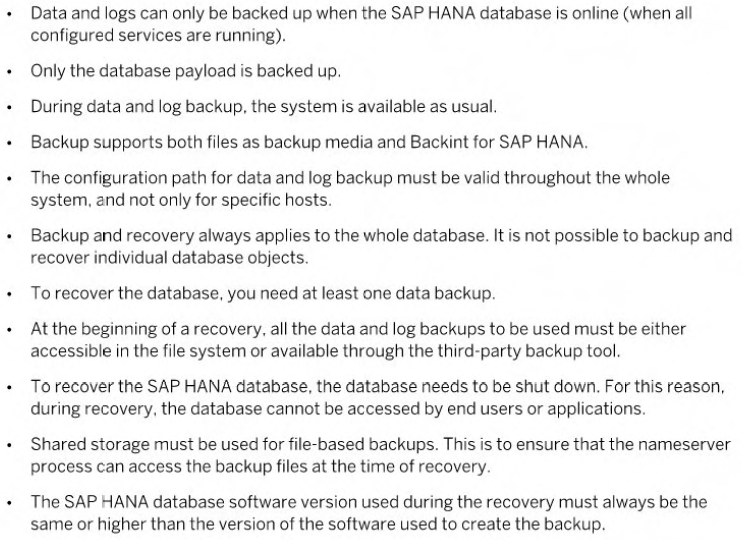 • Data and logs can only be backed up when the SAP HANA database is online (when all
configured services are running).
• Only the database payload is backed up.
• During data and log backup, the system is available as usual.
• Backup supports both files as backup media and Backint for SAP HANA.
• The configuration path for data and log backup must be valid throughout the whole
system, and not only for specific hosts.
• Backup and recovery always applies to the whole database. It is not possible to backup and
recover individual database objects.
• To recover the database, you need at least one data backup.
• At the beginning of a recovery, all the data and log backups to be used must be either
accessible in the file system or available through the third-party backup tool.
• To recover the SAP HANA database, the database needs to be shut down. For this reason,
during recovery, the database cannot be accessed by end users or applications.
• Shared storage must be used for file-based backups. This is to ensure that the nameserver
process can access the backup files at the time of recovery.
• The SAP HANA database software version used during the recovery must always be the
same or higher than the version of the software used to create the backup.